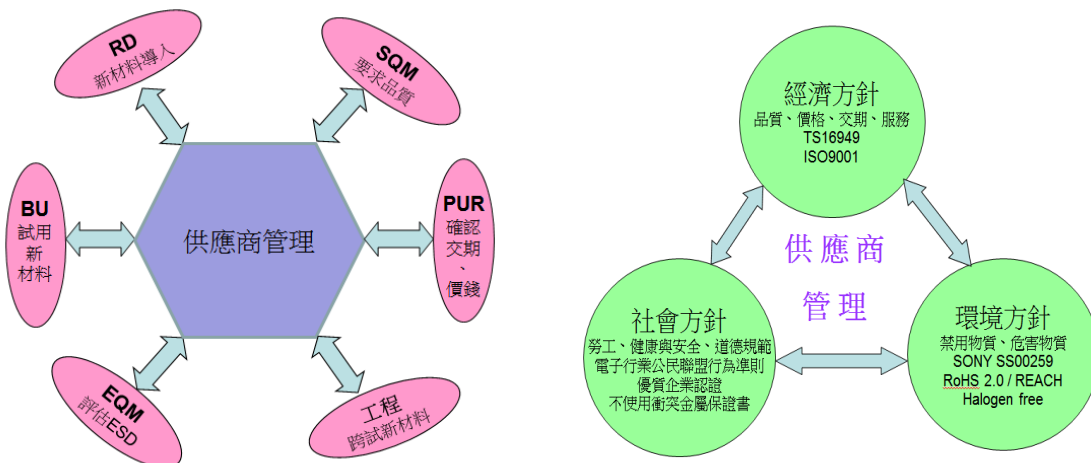 RD
新材料導入
SQM
要求品質
BU
試用
新
材料
供應商管理
PUR
確認
交期
、
價錢
EQM
評估ESD
工程
跨試新材料
經濟方針
品質、價格、交期、服務
TS16949
ISO9001
供應商
管理
社會方針
勞工、健康與安全、道德規範
電子行業公民聯盟行為準則
優質企業認證
不使用衝突金屬保證書
環境方針
禁用物質、危害物質
SONY SS00259
RoHS 2.0 / REACH
Halogen free